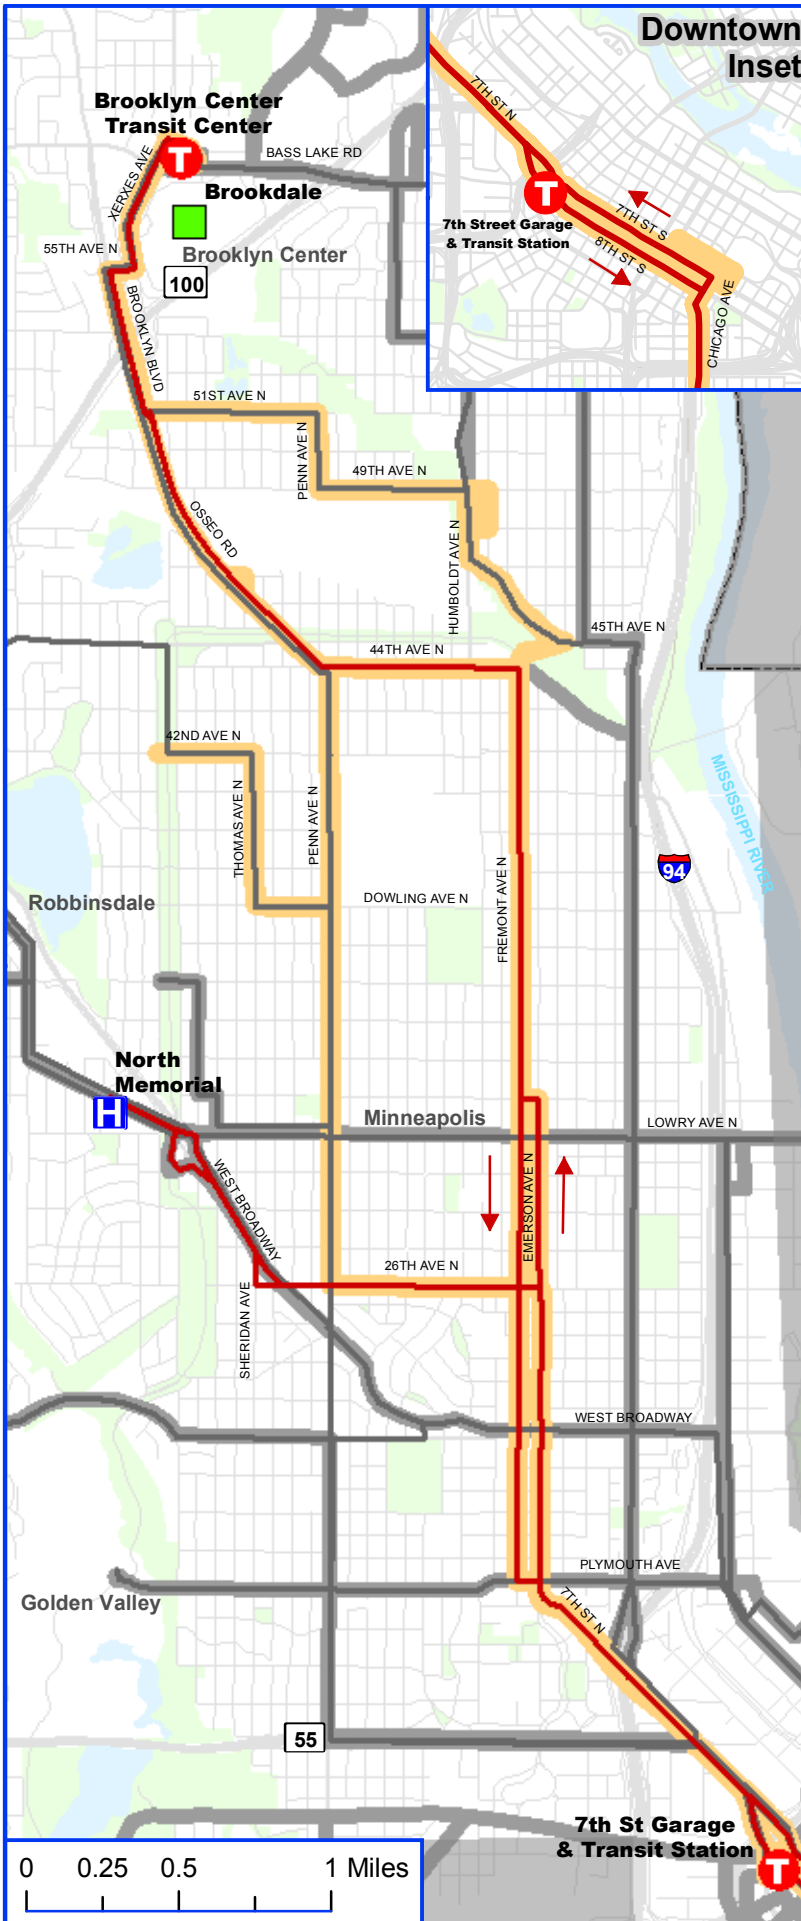 Downtown
Inset
7TH ST N
T
7TH ST S
7th Street Garage
& Transit Station
8TH ST S
CHICAGO AVE
Brooklyn Center
Transit Center
T
BASS LAKE RD
XERXES AVE
Brookdale
55TH AVE N
Brooklyn Center
100
BROOKLYN BLVD
51ST AVE N
PENN AVE N
49TH AVE N
OSSEO RD
HUMBOLDT AVE N
45TH AVE N
44TH AVE N
42ND AVE N
MISSISSIPPI RIVER
THOMAS AVE N
PENN AVE N
94
FREMONT AVE N
DOWLING AVE N
Robbinsdale
North
Memorial
H
Minneapolis
LOWRY AVE N
WEST BROADWAY
EMERSON AVE N
26TH AVE N
SHERIDAN AVE
WEST BROADWAY
PLYMOUTH AVE
Golden Valley
7TH ST N
55
7th St Garage
& Transit Station
T
0 0.25 0.5 1 Miles